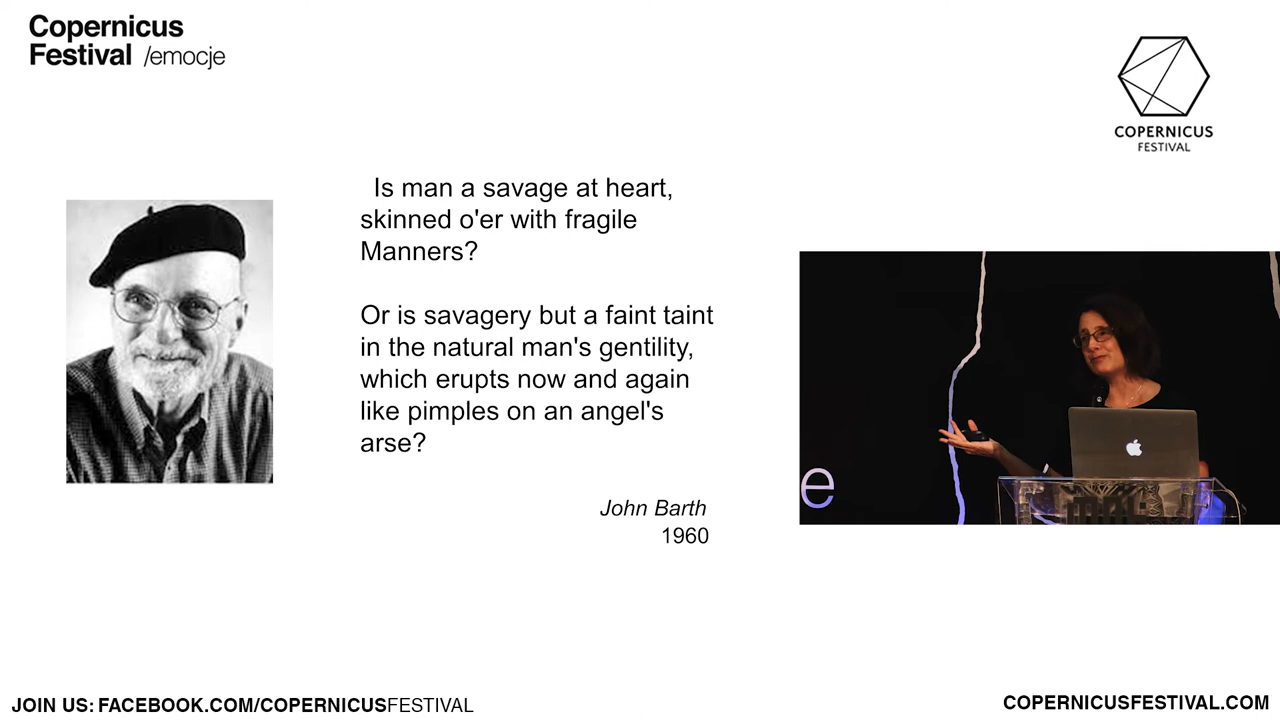 Copernicus
Festival /emocje
COPERNICUS
FESTIVAL
Is man a savage at heart,
skinned o'er with fragile
Manners?
Or is savagery but a faint taint
in the natural man's gentility,
which erupts now and again
like pimples on an angel's
arse?
John Barth
1960
e
JOIN US: FACEBOOK.COM/COPERNICUSFESTIVAL
COPERNICUSFESTIVAL.COM